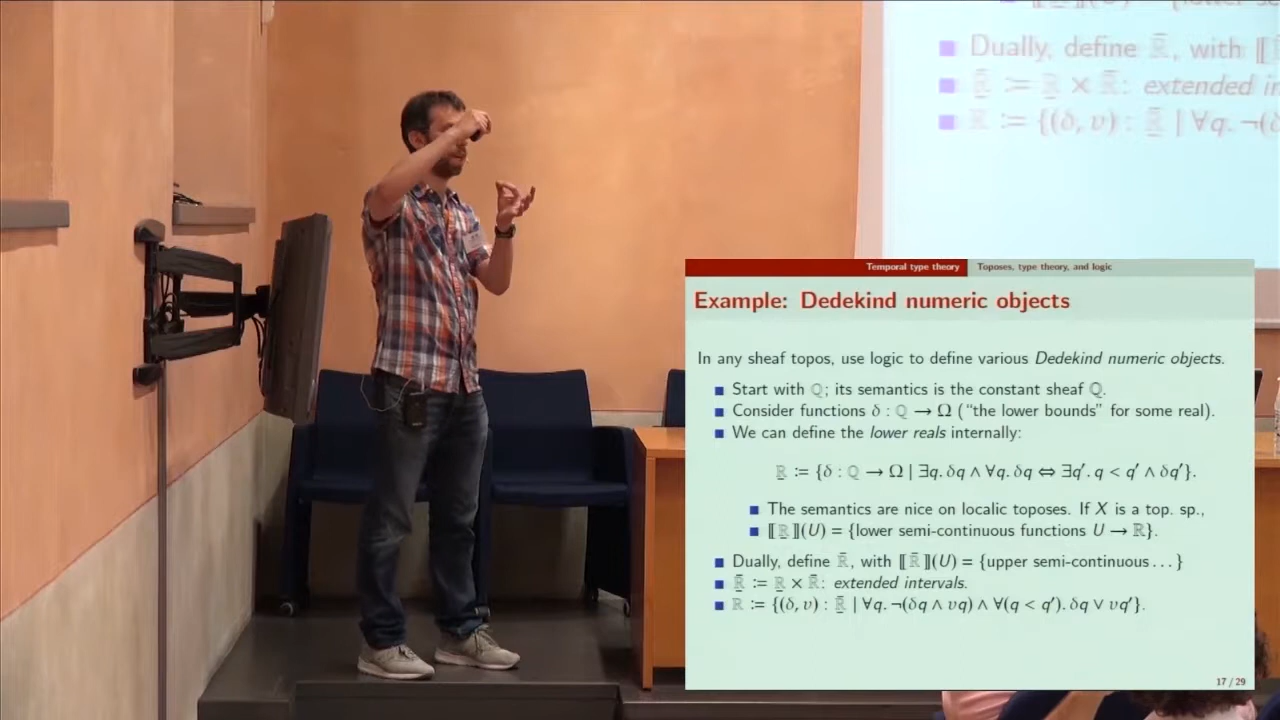 Dually, define R̄, with ⟦
R̲̄ := R̲ × R̄: extended in
R := {(δ, υ) : R̲̄ | ∀q. ¬(δ
Temporal type theory Toposes, type theory, and logic
Example: Dedekind numeric objects
In any sheaf topos, use logic to define various Dedekind numeric objects.
■ Start with ℚ; its semantics is the constant sheaf ℚ.
■ Consider functions δ : ℚ → Ω (“the lower bounds” for some real).
■ We can define the lower reals internally:
ℝ̲ := {δ : ℚ → Ω | ∃q. δq ∧ ∀q. δq ⇔ ∃q′. q < q′ ∧ δq′}.
■ The semantics are nice on localic toposes. If X is a top. sp.,
■ ⟦ℝ̲⟧(U) = {lower semi-continuous functions U → ℝ}.
■ Dually, define ℝ̄, with ⟦ℝ̄⟧(U) = {upper semi-continuous . . . }
■ ℝ̲̄ := ℝ̲ × ℝ̄: extended intervals.
■ ℝ := {(δ, υ) : ℝ̲̄ | ∀q. ¬(δq ∧ υq) ∧ ∀(q < q′). δq ∨ υq′}.
17 / 29